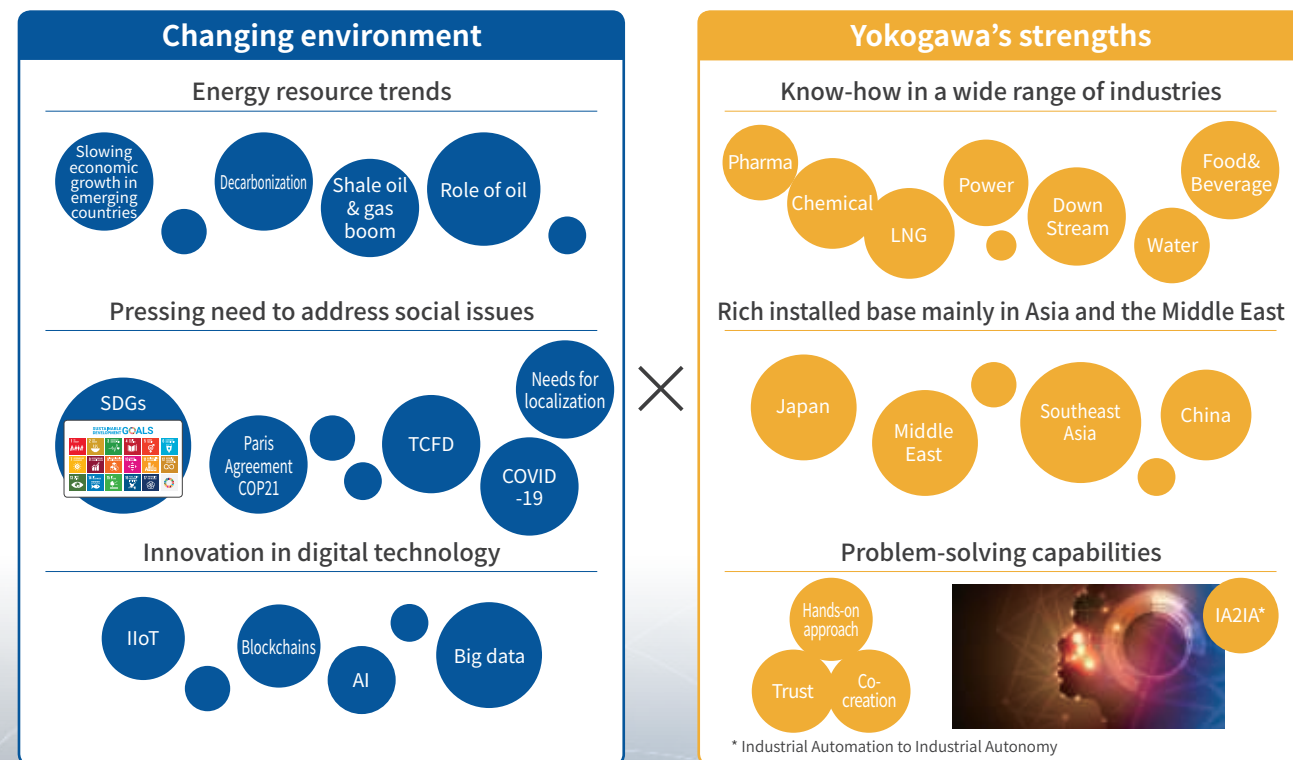 Changing environment
Energy resource trends
Slowing
economic
growth in
emerging
countries
Decarbonization
Shale oil
& gas
boom
Role of oil
Pressing need to address social issues
SDGs
SUSTAINABLE
DEVELOPMENT GOALS
Paris
Agreement
COP21
TCFD
Needs for
localization
COVID
-19
Innovation in digital technology
IIoT
Blockchains
AI
Big data
Yokogawa’s strengths
Know-how in a wide range of industries
Pharma
Chemical
LNG
Power
Down
Stream
Water
Food&
Beverage
Rich installed base mainly in Asia and the Middle East
Japan
Middle
East
Southeast
Asia
China
Problem-solving capabilities
Hands-on
approach
Trust
Co-
creation
IA2IA*
* Industrial Automation to Industrial Autonomy